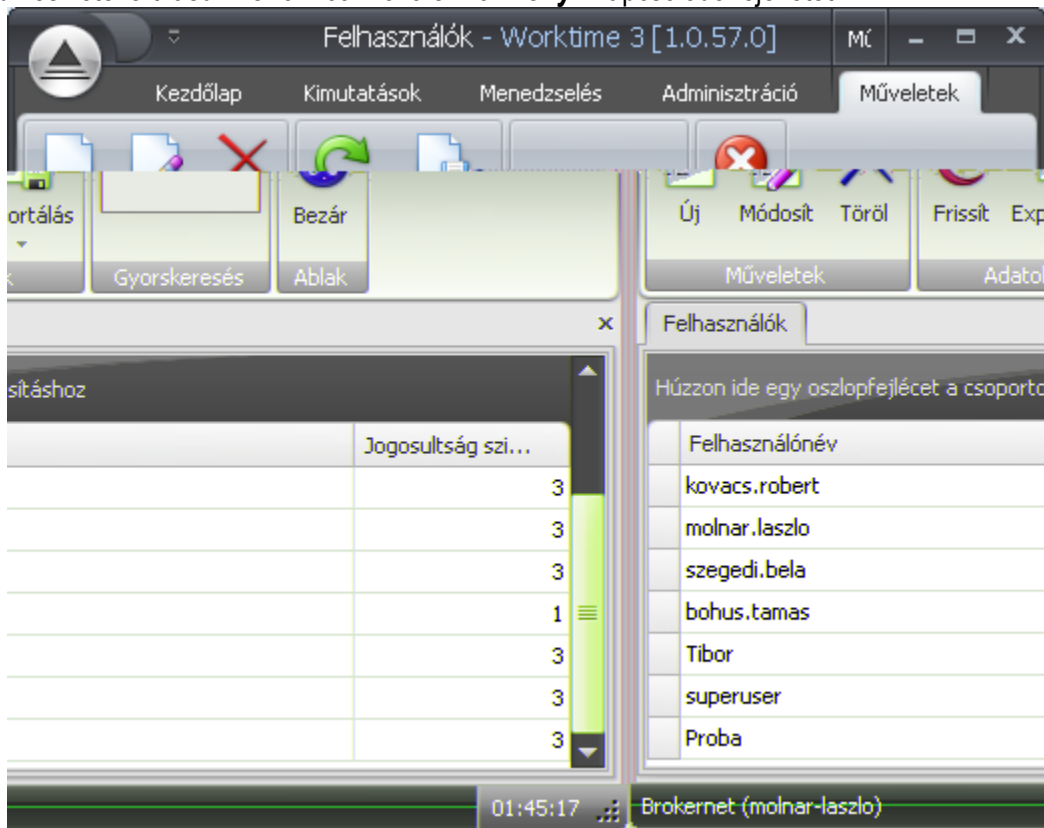 Felhasználók - Worktime 3 [1.0.57.0]
Kezdőlap Kimutatások Menedzselés Adminisztráció Műveletek
ortálás Bezár
Gyorskeresés Ablak
sításhoz
Jogosultság szi...
3
3
3
1
3
3
3
01:45:17
Új Módosít Töröl Frissít Exp
Műveletek Adato
Felhasználók
Húzzon ide egy oszlopfejlécet a csoporto
Felhasználónév
kovacs.robert
molnar.laszlo
szegedi.bela
bohus.tamas
Tibor
superuser
Proba
Brokernet (molnar-laszlo)